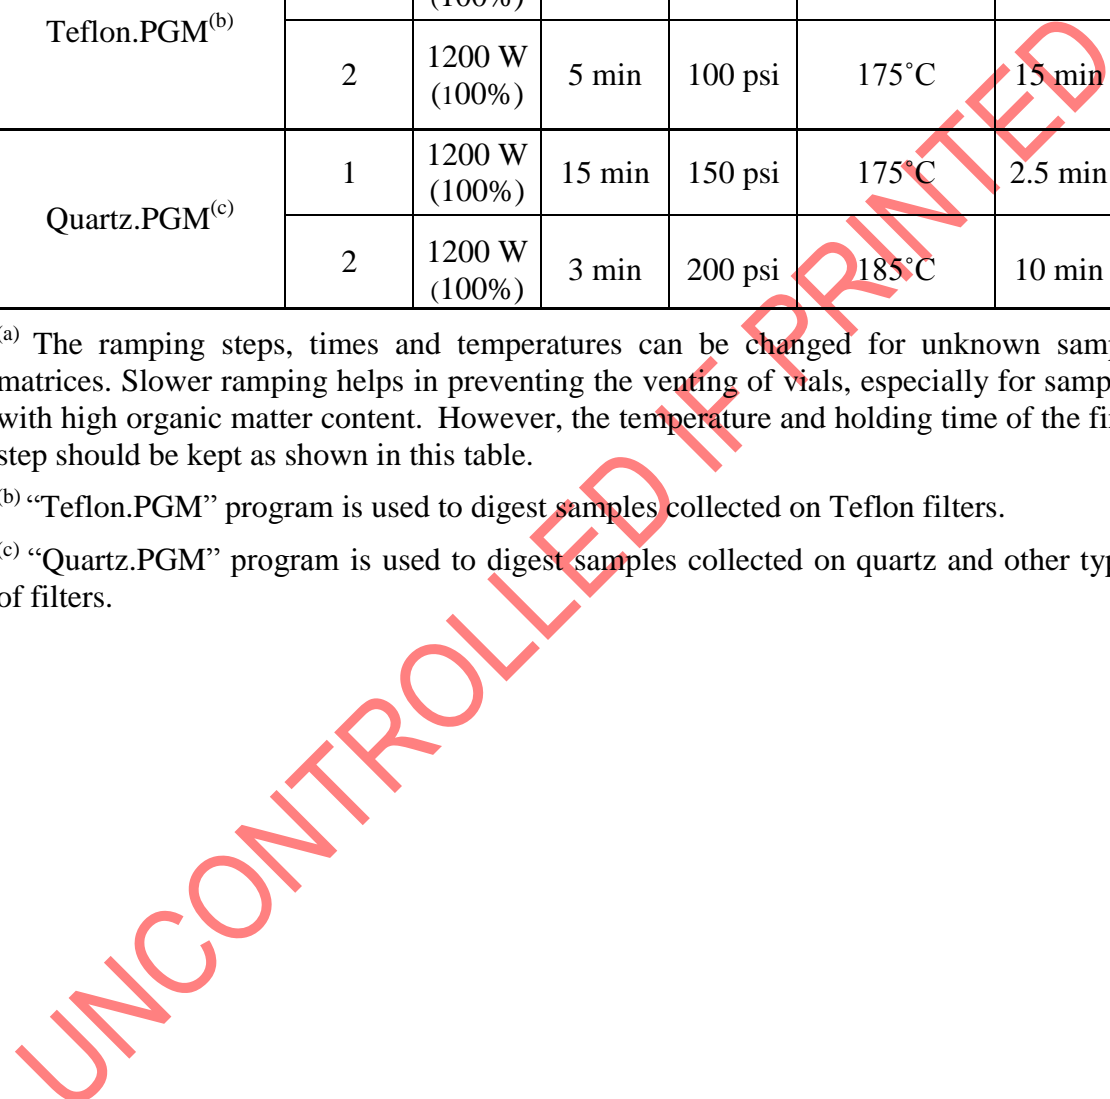 (100%)
Teflon.PGM(b)
2 1200 W (100%) 5 min 100 psi 175˚C 15 min
Quartz.PGM(c)
1 1200 W (100%) 15 min 150 psi 175˚C 2.5 min
2 1200 W (100%) 3 min 200 psi 185˚C 10 min
(a) The ramping steps, times and temperatures can be changed for unknown samp
matrices. Slower ramping helps in preventing the venting of vials, especially for samp
with high organic matter content. However, the temperature and holding time of the fi
step should be kept as shown in this table.
(b) “Teflon.PGM” program is used to digest samples collected on Teflon filters.
(c) “Quartz.PGM” program is used to digest samples collected on quartz and other typ
of filters.
UNCONTROLLED IF PRINTED